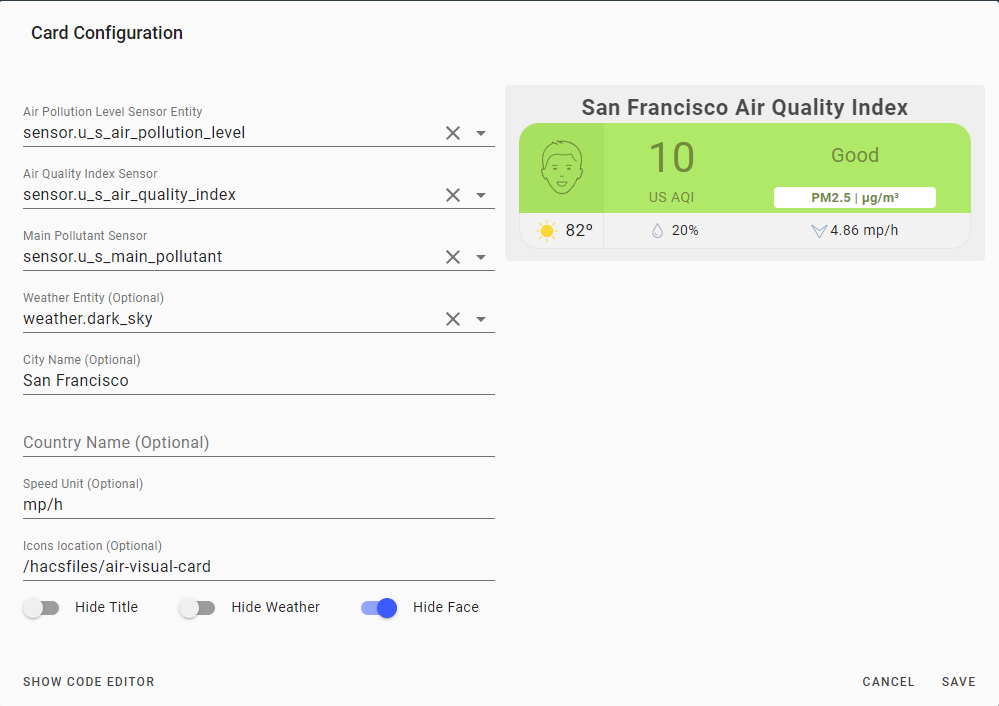 Card Configuration
Air Pollution Level Sensor Entity
sensor.u_s_air_pollution_level
Air Quality Index Sensor
sensor.u_s_air_quality_index
Main Pollutant Sensor
sensor.u_s_main_pollutant
Weather Entity (Optional)
weather.dark_sky
City Name (Optional)
San Francisco
Country Name (Optional)
Speed Unit (Optional)
mp/h
Icons location (Optional)
/hacsfiles/air-visual-card
Hide Title
Hide Weather
Hide Face
San Francisco Air Quality Index
10
US AQI
Good
PM2.5 | µg/m³
82º
20%
4.86 mp/h
SHOW CODE EDITOR
CANCEL
SAVE